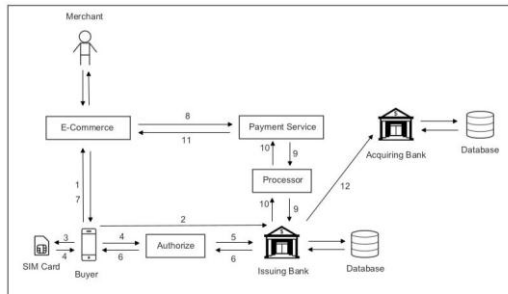 Merchant
E-Commerce
8
11
Payment Service
10
9
Processor
10
9
Acquiring Bank
Database
12
1
7
2
3
4
SIM Card
Buyer
4
6
Authorize
5
6
Issuing Bank
Database